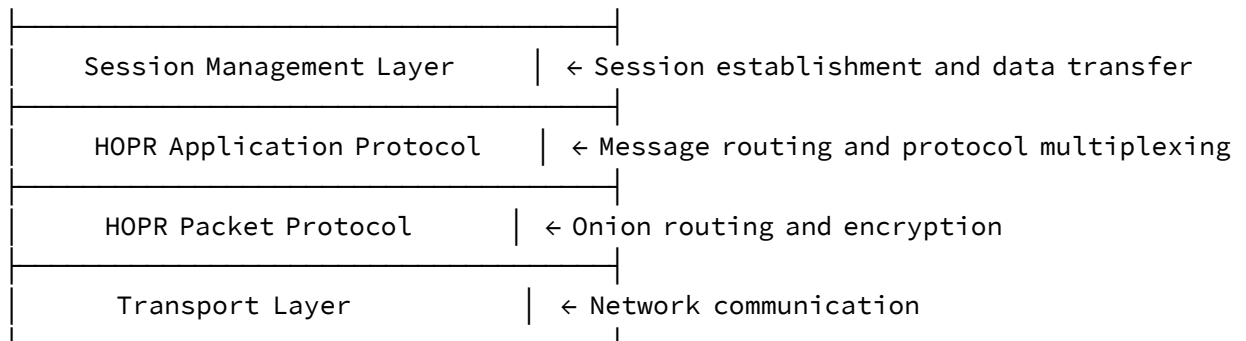 Session Management Layer │ ← Session establishment and data transfer
HOPR Application Protocol │ ← Message routing and protocol multiplexing
HOPR Packet Protocol │ ← Onion routing and encryption
Transport Layer │ ← Network communication